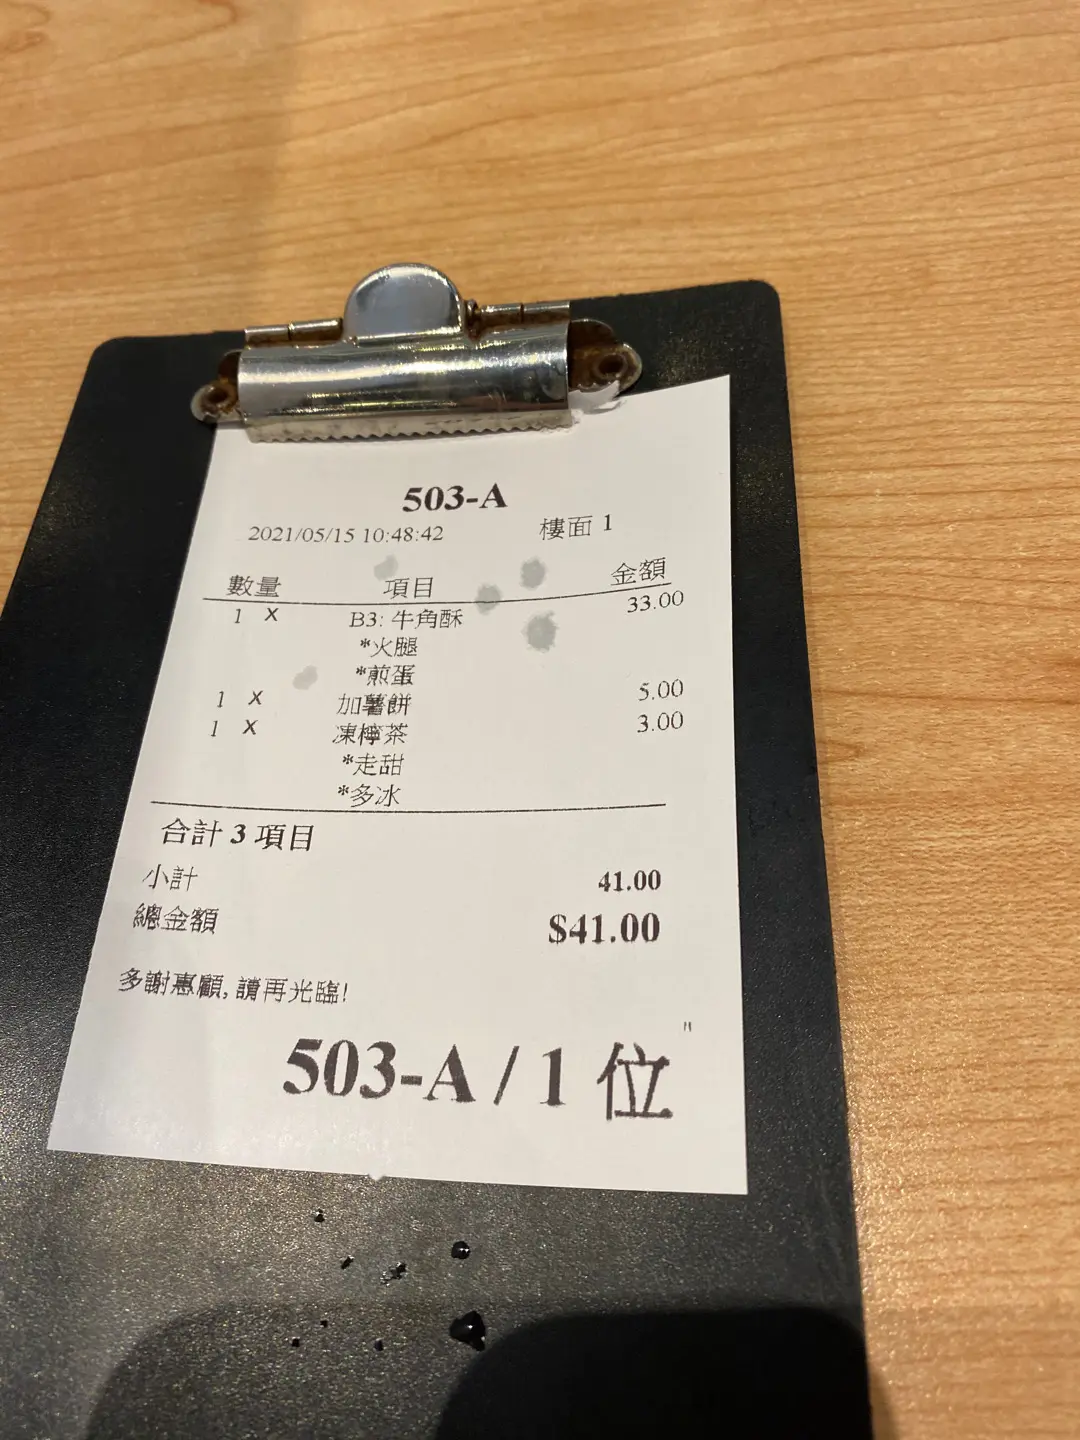 503-A
2021/05/15 10:48:42 樓面 1
數量 項目 金額
1 X B3: 牛角酥 33.00
*火腿
*煎蛋
1 X 加薯餅 5.00
1 X 凍檸茶 3.00
*走甜
*多冰
合計 3 項目
小計 41.00
總金額 $41.00
多謝惠顧, 請再光臨!
503-A / 1 位
"